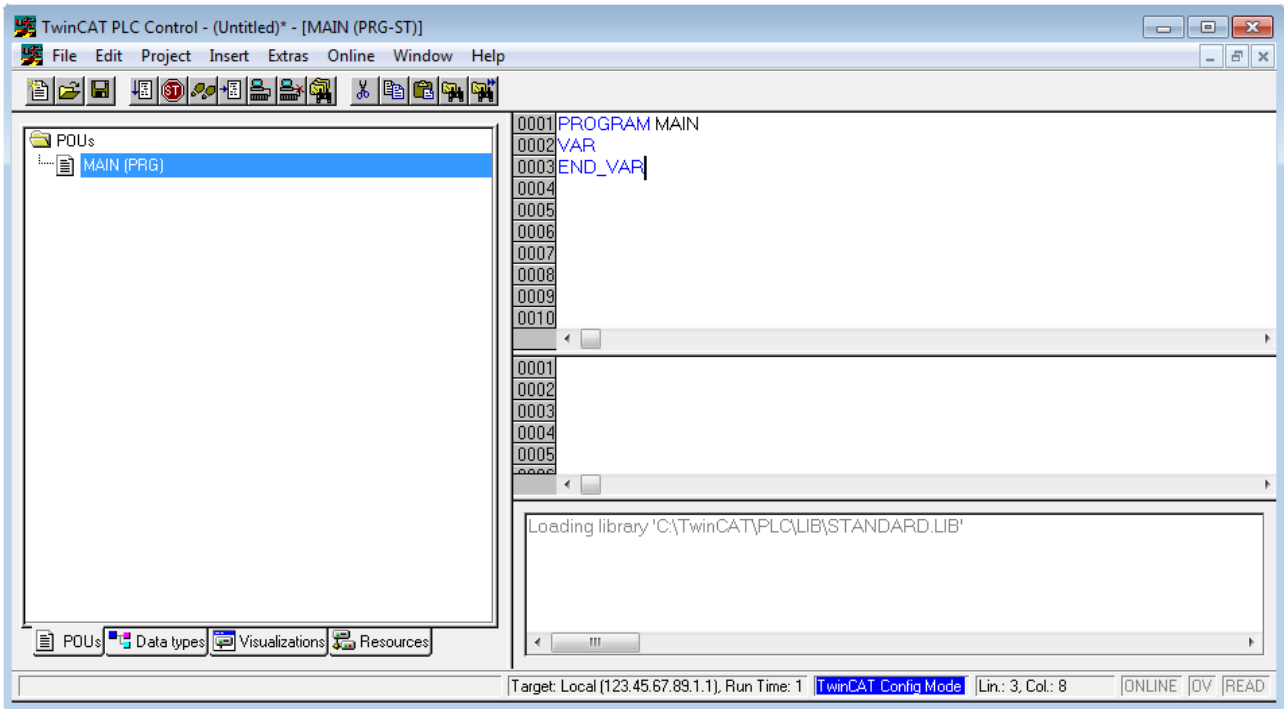 TwinCAT PLC Control - (Untitled)* - [MAIN (PRG-ST)]
File Edit Project Insert Extras Online Window Help
POUs
MAIN (PRG)
POUs Data types Visualizations Resources
0001 PROGRAM MAIN
0002 VAR
0003 END_VAR
0004
0005
0006
0007
0008
0009
0010
0001
0002
0003
0004
0005
0006
Loading library 'C:\TwinCAT\PLC\LIB\STANDARD.LIB'
Target: Local (123.45.67.89.1.1), Run Time: 1 TwinCAT Config Mode Lin.: 3, Col.: 8 ONLINE OV READ